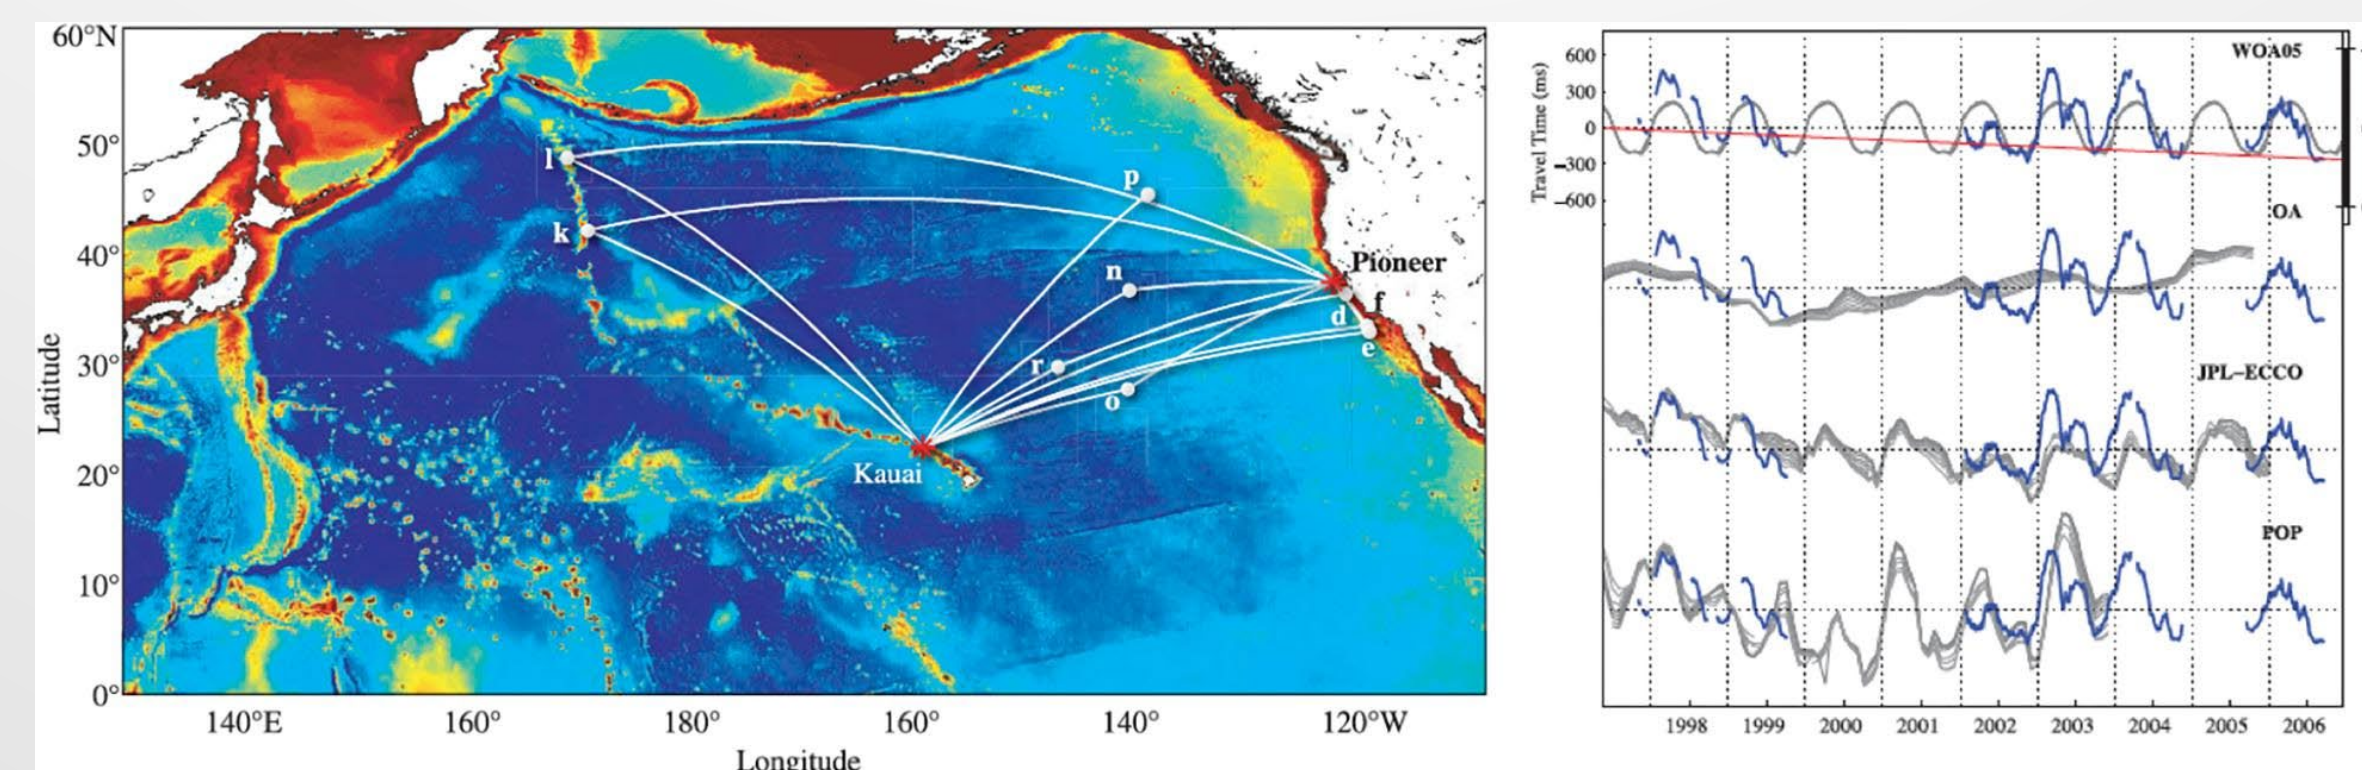 60°N
50°
40°
30°
20°
10°
0°
Latitude
140°E
160°
180°
160°
140°
120°W
Longitude
l
k
p
n
r
o
Pioneer
f
d
e
Kauai
600
300
0
–300
–600
Travel Time (ms)
WOA05
OA
JPL–ECCO
POP
1998
1999
2000
2001
2002
2003
2004
2005
2006